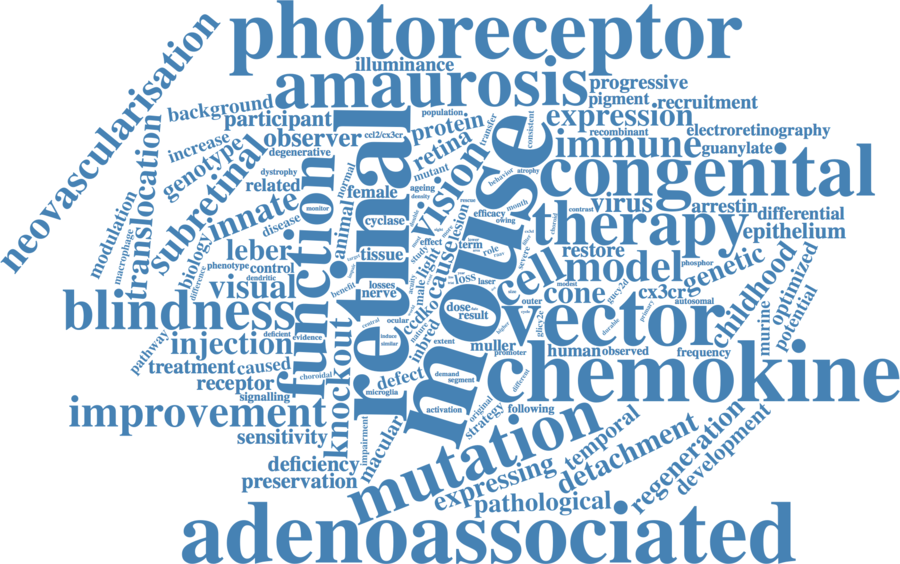 photoreceptor
neovascularisation
illuminance
amaurosis
progressive
pigment
recruitment
background
participant
population
protein
transfer
consistent
expression
recombinant
electroretinography
observer
ccl2/cx3cr
retina
immune
guanylate
increase
degenerative
genotype
translocation
subretinal
dystrophy
normal
mutant
behavior
atrophy
congenital
modulation
macrophage
related
female
ageing
density
vision
rescue
month
contrast
virus
arrestin
differential
innate
monitor
cyclase
efficacy
owing
therapy
epithelium
disease
animal
lesion
biology
difference
leber
retinal
mouse
effect
term
role
severe
restore
phenotype
control
tissue
study
cause
cell
model
phosphor
genetic
childhood
optimized
potential
dendritic
function
benefit
light
male
loss
laser
modest
visual
losses
nerve
acuity
outer
cone
gucy2d
cx3cr
primary
autosomal
blindness
ocular
ccdk
dose
result
vector
murine
central
nature
glicy2e
durable
pathway
deficient
evidence
injection
induce
similar
inbred
extent
higher
muller
promoter
human
observed
frequency
treatment
caused
choroidal
receptor
defect
demand
segment
different
chemokine
signalling
knockout
microglia
improvement
activation
original
strategy
following
sensitivity
impairment
macular
mutation
temporal
deficiency
preservation
expressing
detachment
regeneration
development
pathological
adenoassociated